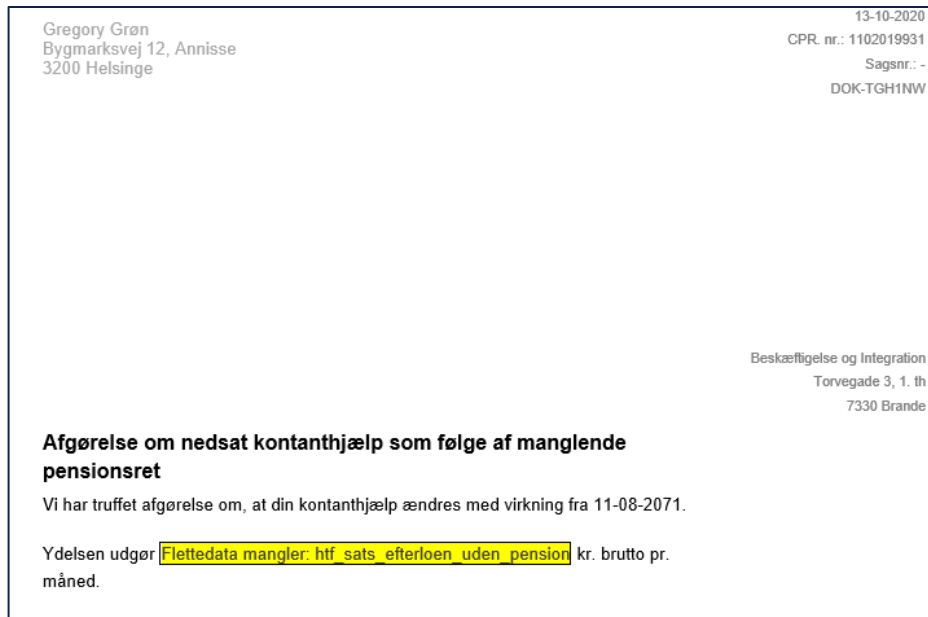 Gregory Grøn
Bygmarksvej 12, Annisse
3200 Helsinge
13-10-2020
CPR. nr.: 1102019931
Sagsnr.: -
DOK-TGH1NW
Beskæftigelse og Integration
Torvegade 3, 1. th
7330 Brande
Afgørelse om nedsat kontanthjælp som følge af manglende
pensionsret
Vi har truffet afgørelse om, at din kontanthjælp ændres med virkning fra 11-08-2071.
Ydelsen udgør Flettedata mangler: htf_sats_efterloen_uden_pension kr. brutto pr.
måned.